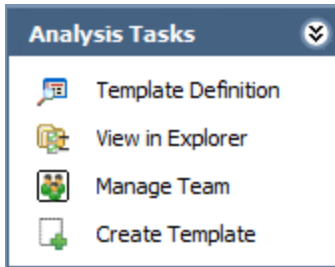 Analysis Tasks
Template Definition
View in Explorer
Manage Team
Create Template